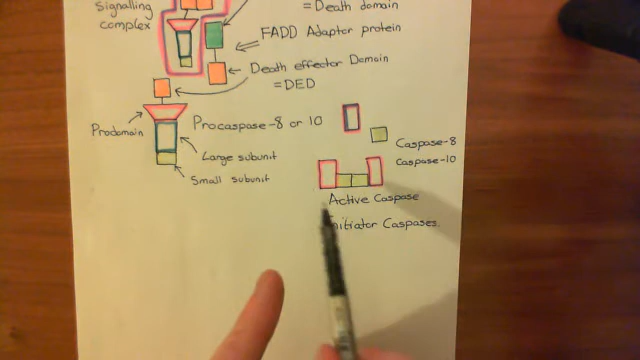 Signalling
complex
= Death domain
FADD Adaptor protein
Death effector Domain
= DED
Prodomain
Procaspase-8 or 10
Large subunit
Small subunit
Caspase-8
Caspase-10
Active Caspase
Initiator Caspases.